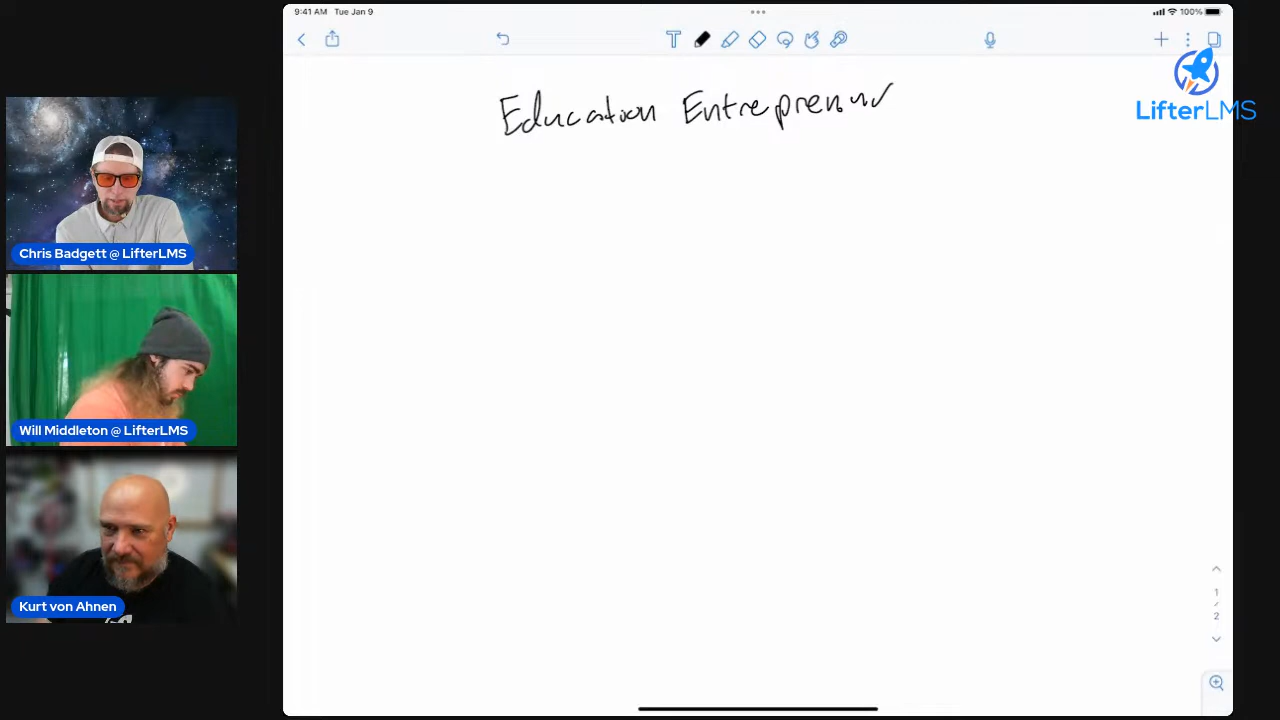 9:41 AM Tue Jan 9
100%
LifterLMS
Education Entreprenur
Chris Badgett @ LifterLMS
Will Middleton @ LifterLMS
Kurt von Ahnen
1
/
2